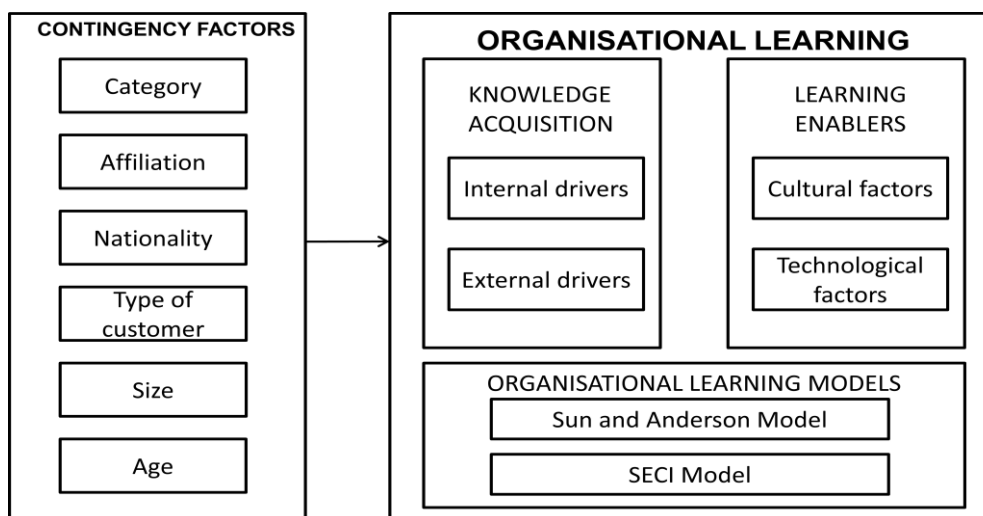 CONTINGENCY FACTORS
Category
Affiliation
Nationality
Type of
customer
Size
Age
ORGANISATIONAL LEARNING
KNOWLEDGE
ACQUISITION
Internal drivers
External drivers
LEARNING
ENABLERS
Cultural factors
Technological
factors
ORGANISATIONAL LEARNING MODELS
Sun and Anderson Model
SECI Model